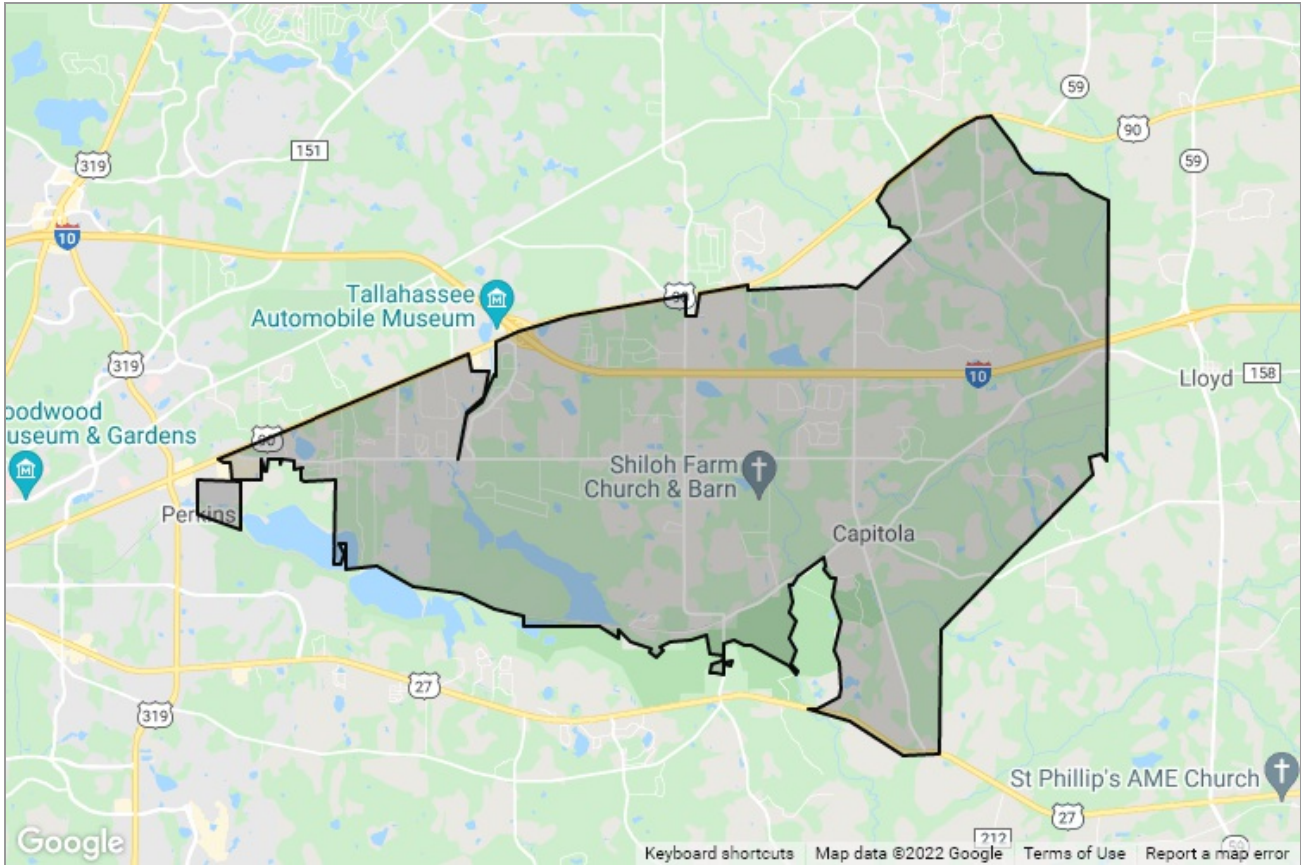 59
90
319
151
59
10
Tallahassee
Automobile Museum
319
10
Lloyd
158
oodwood
useum & Gardens
90
Shiloh Farm
Church & Barn
Perkins
Capitola
27
319
St Phillip's AME Church
27
212
59
Google
Keyboard shortcuts
Map data ©2022 Google
Terms of Use
Report a map error